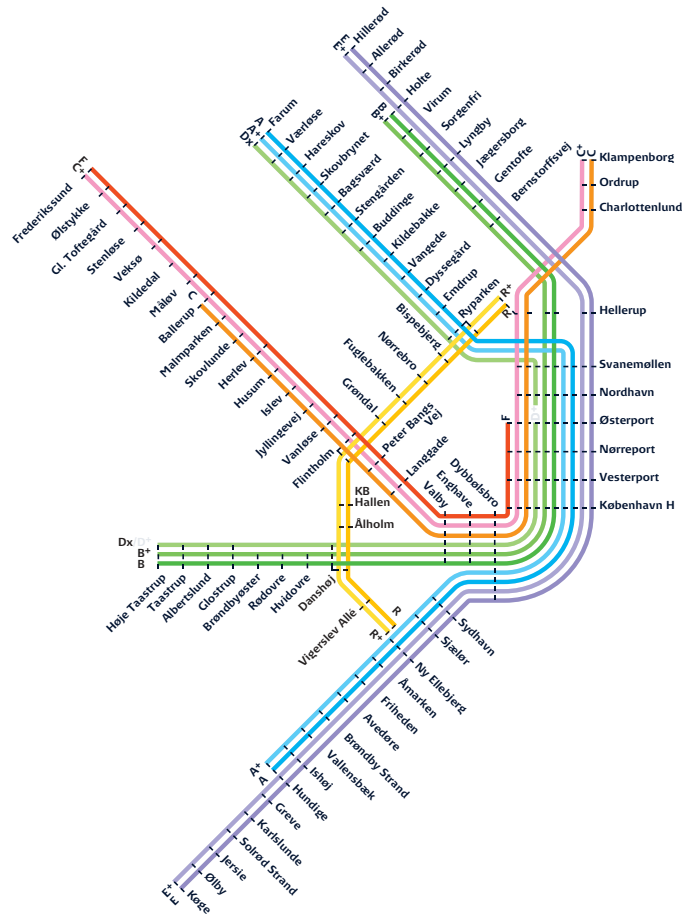 E
E+
Hillerød
Allerød
Birkerød
Holte
B
B+
Virum
Sorgenfri
Lyngby
Jægersborg
Gentofte
Bernstorffsvej
A
A+
Dx
Farum
Værløse
Hareskov
Skovbrynet
Bagsværd
Stengården
Buddinge
Kildebakke
Vangede
Dyssegård
Emdrup
Ryparken
C+
C
Klampenborg
Ordrup
Charlottenlund
F
C+
Frederikssund
Ølstykke
Gl. Toftegård
Stenløse
Veksø
Kildedal
Måløv
C
Ballerup
Malmparken
Skovlunde
Herlev
Husum
Islev
Jyllingevej
Vanløse
Flintholm
R+
R
Bispebjerg
Nørrebro
Fuglebakken
Grøndal
Peter Bangs
Vej
Langgade
Valby
Enghave
Dybbølsbro
Hellerup
Svanemøllen
Nordhavn
F
D+
Østerport
Nørreport
Vesterport
København H
KB
Hallen
Ålholm
Dx D+
B+
B
Høje Taastrup
Taastrup
Albertslund
Glostrup
Brøndbyøster
Rødovre
Hvidovre
Danshøj
Vigerslev Allé
R
R+
Sydhavn
Sjælør
Ny Ellebjerg
Åmarken
Friheden
Avedøre
Brøndby Strand
Vallensbæk
Ishøj
A+
A
Hundige
Greve
Karlslunde
Solrød Strand
Jersie
Ølby
Køge
E+
E